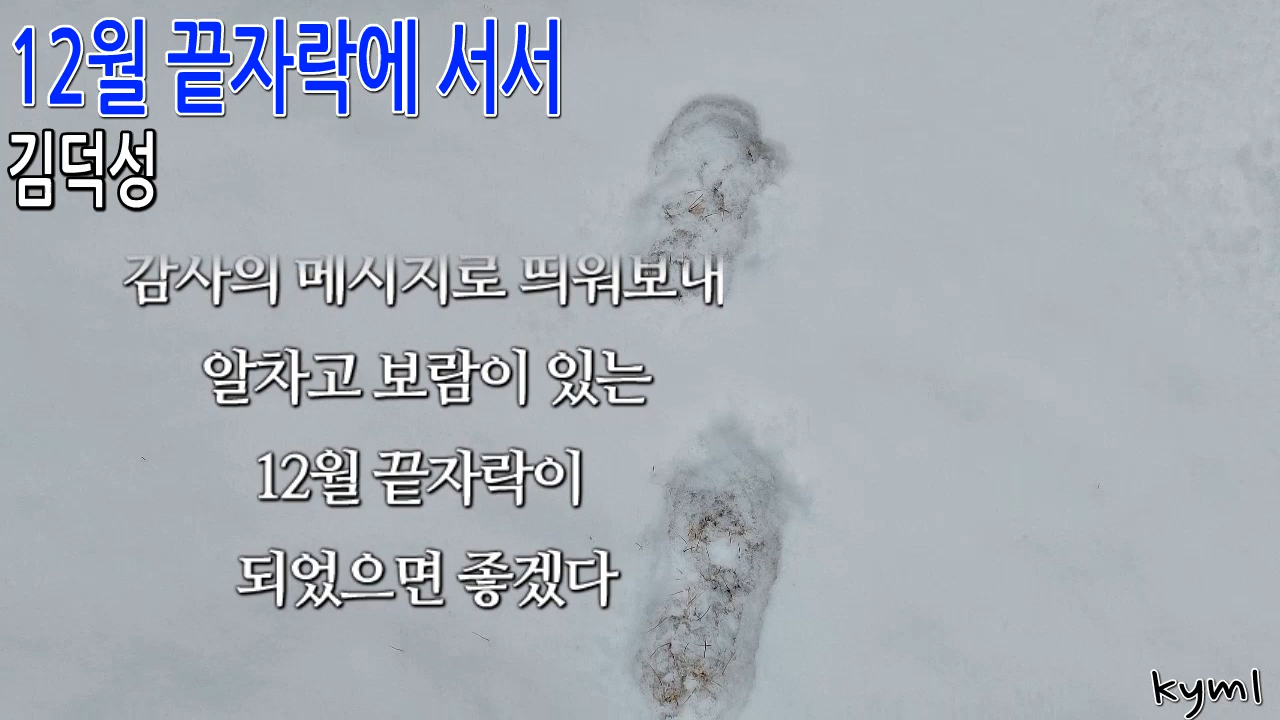 12월 끝자락에 서서
김덕성
감사의 메시지로 띄워보내
알차고 보람이 있는
12월 끝자락이
되었으면 좋겠다
kyml